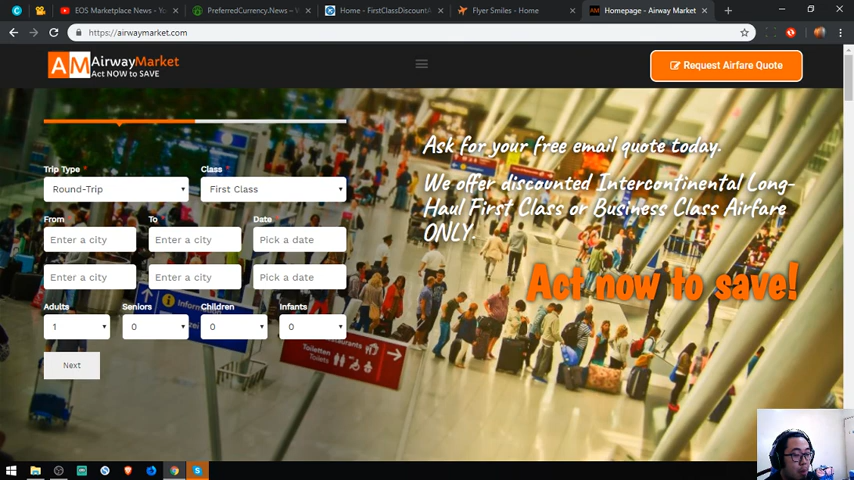 EOS Marketplace News - Yo
PreferredCurrency.News – Yo
Home - FirstClassDiscountA
Flyer Smiles - Home
AM
Homepage - Airway Market
https://airwaymarket.com
AM AirwayMarket
Act NOW to SAVE
Request Airfare Quote
Ask for your free email quote today.
We offer discounted Intercontinental Long-
Haul First Class or Business Class Airfare
ONLY.
Act now to save!
Trip Type *
Class *
Round-Trip
First Class
From
To
Date
Enter a city
Enter a city
Pick a date
Enter a city
Enter a city
Pick a date
Adults
Seniors
Children
Infants
1
0
0
0
Next
Toiletten
Toilets